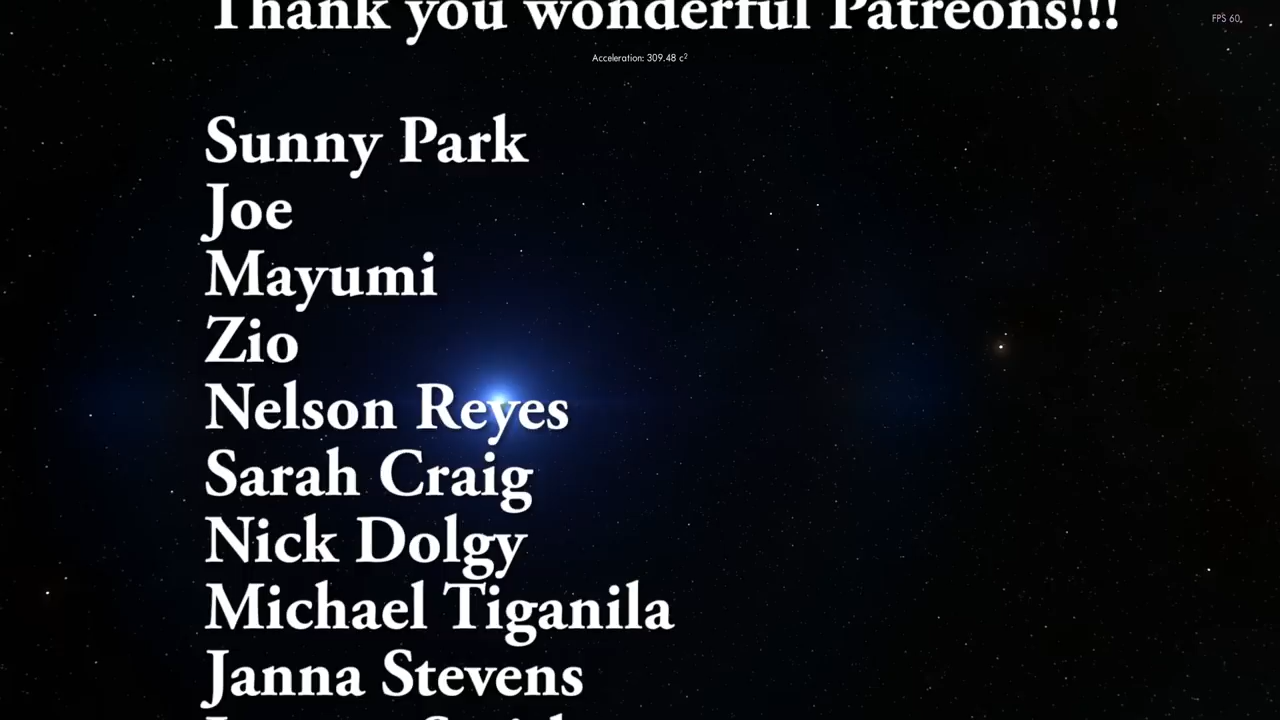 Thank you wonderful Patreons!!!
FPS 60,
Acceleration: 309.48 c²
Sunny Park
Joe
Mayumi
Zio
Nelson Reyes
Sarah Craig
Nick Dolgy
Michael Tiganila
Janna Stevens